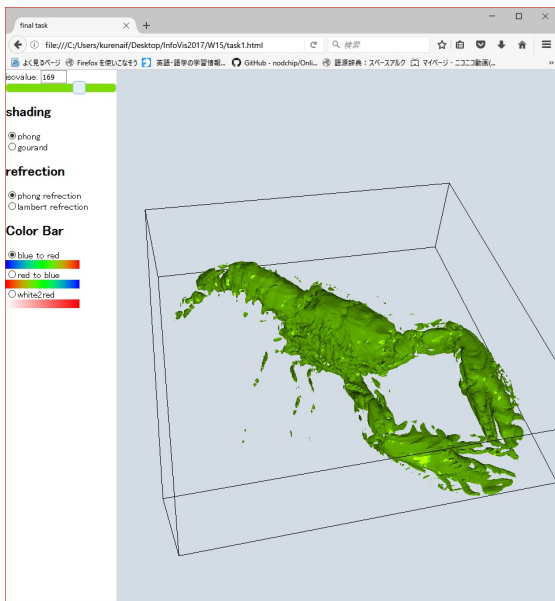 final task
file:///C:/Users/kurenaif/Desktop/InfoVis2017/W15/task1.html
検索
よく見るページ Firefox を使いこなそう 英語-語学の学習情報... GitHub - nodchip/Onli... 語源辞典：スペースアルク マイページ - ニコニコ動画(...
isovalue: 169
shading
phong
gourand
refrection
phong refrection
lambert refrection
Color Bar
blue to red
red to blue
white2red